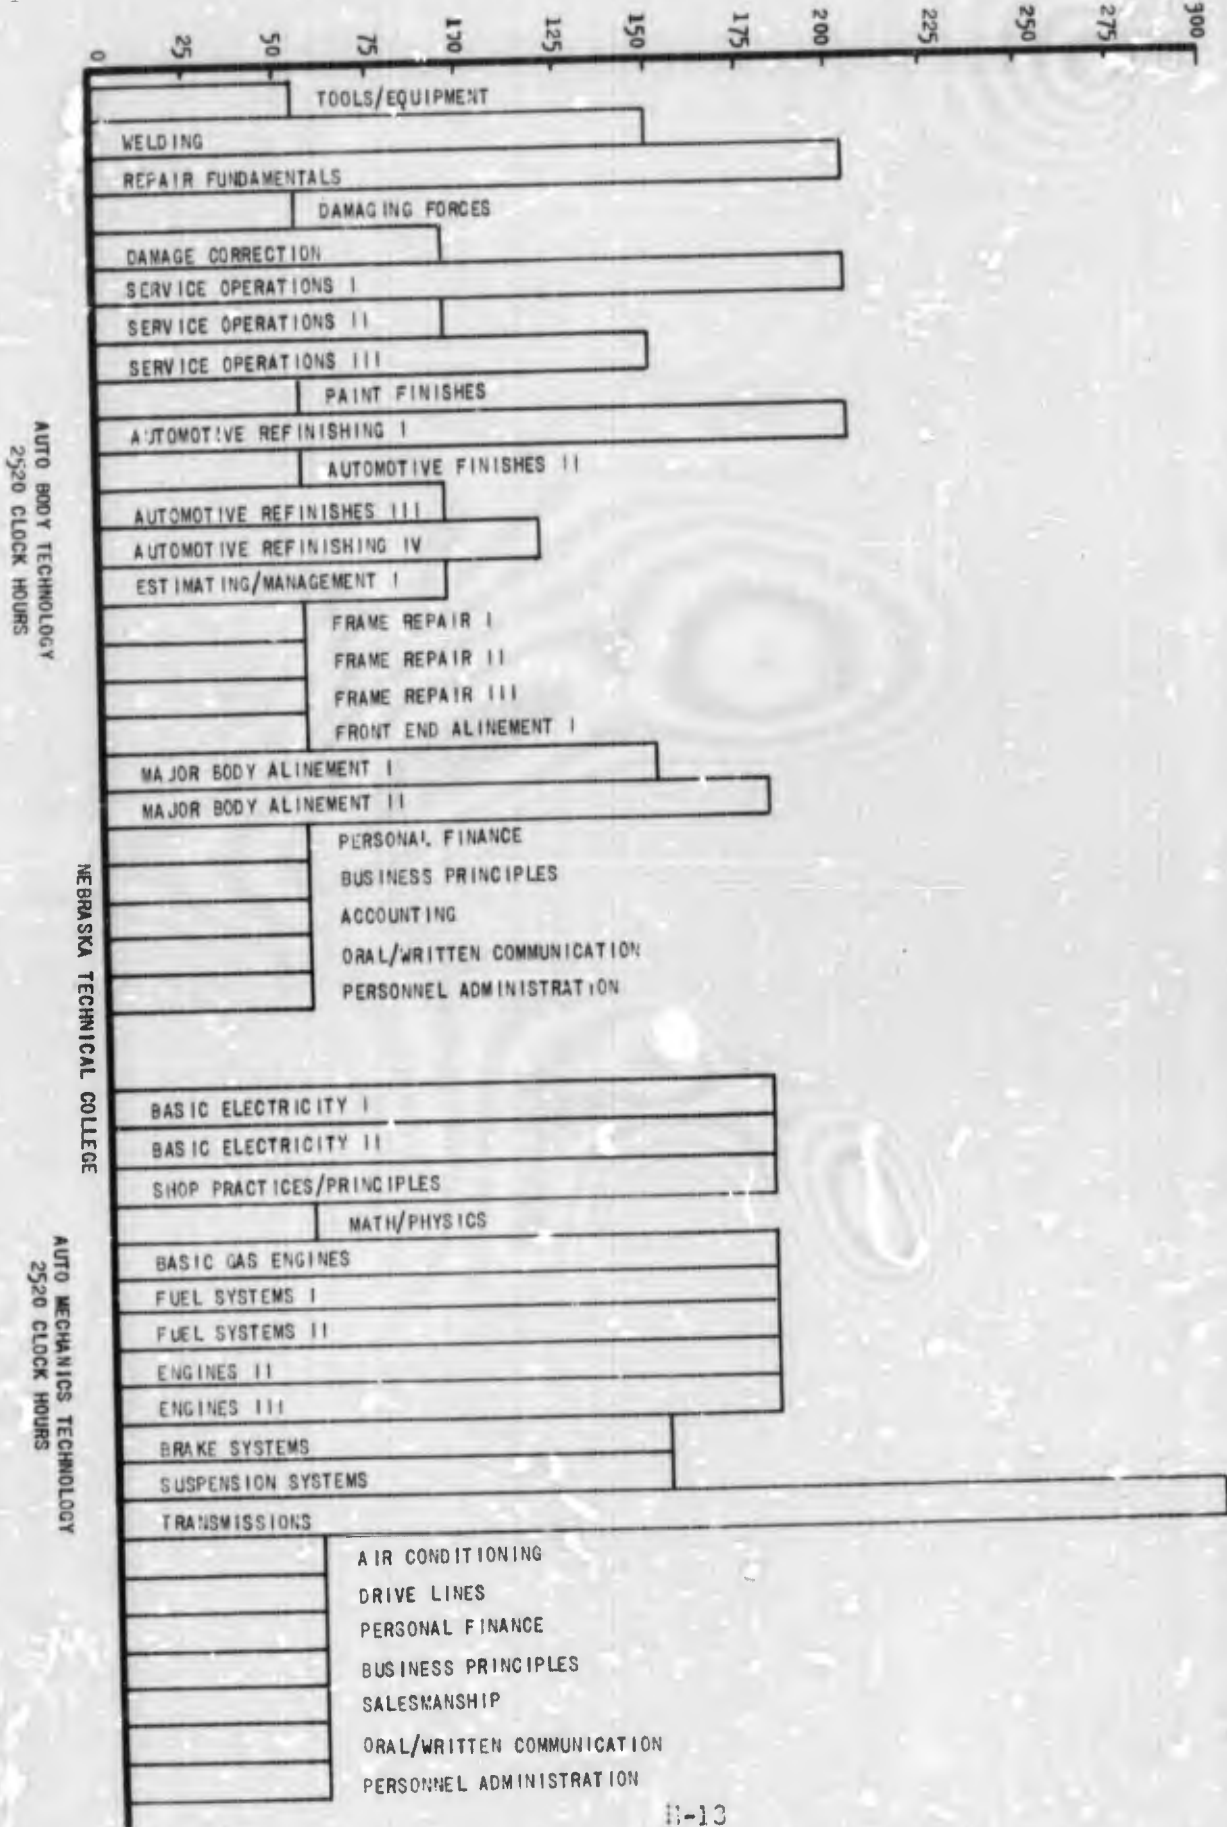 0
25
50
75
100
125
150
175
200
225
250
275
300
TOOLS/EQUIPMENT
WELDING
REPAIR FUNDAMENTALS
DAMAGING FORCES
DAMAGE CORRECTION
SERVICE OPERATIONS I
SERVICE OPERATIONS II
SERVICE OPERATIONS III
PAINT FINISHES
AUTOMOTIVE REFINISHING I
AUTOMOTIVE FINISHES II
AUTOMOTIVE REFINISHES III
AUTOMOTIVE REFINISHING IV
ESTIMATING/MANAGEMENT I
FRAME REPAIR I
FRAME REPAIR II
FRAME REPAIR III
FRONT END ALINEMENT I
MAJOR BODY ALINEMENT I
MAJOR BODY ALINEMENT II
PERSONAL FINANCE
BUSINESS PRINCIPLES
ACCOUNTING
ORAL/WRITTEN COMMUNICATION
PERSONNEL ADMINISTRATION
AUTO BODY TECHNOLOGY
2520 CLOCK HOURS
NEBRASKA TECHNICAL COLLEGE
BASIC ELECTRICITY I
BASIC ELECTRICITY II
SHOP PRACTICES/PRINCIPLES
MATH/PHYSICS
BASIC GAS ENGINES
FUEL SYSTEMS I
FUEL SYSTEMS II
ENGINES II
ENGINES III
BRAKE SYSTEMS
SUSPENSION SYSTEMS
TRANSMISSIONS
AIR CONDITIONING
DRIVE LINES
PERSONAL FINANCE
BUSINESS PRINCIPLES
SALESMANSHIP
ORAL/WRITTEN COMMUNICATION
PERSONNEL ADMINISTRATION
AUTO MECHANICS TECHNOLOGY
2520 CLOCK HOURS